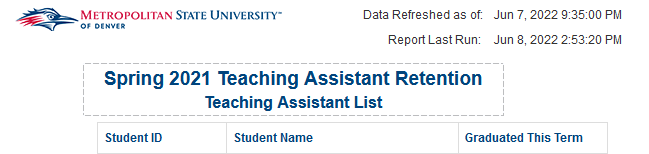 METROPOLITAN STATE UNIVERSITY™
OF DENVER
Data Refreshed as of: Jun 7, 2022 9:35:00 PM
Report Last Run: Jun 8, 2022 2:53:20 PM
Spring 2021 Teaching Assistant Retention
Teaching Assistant List
Student ID Student Name Graduated This Term